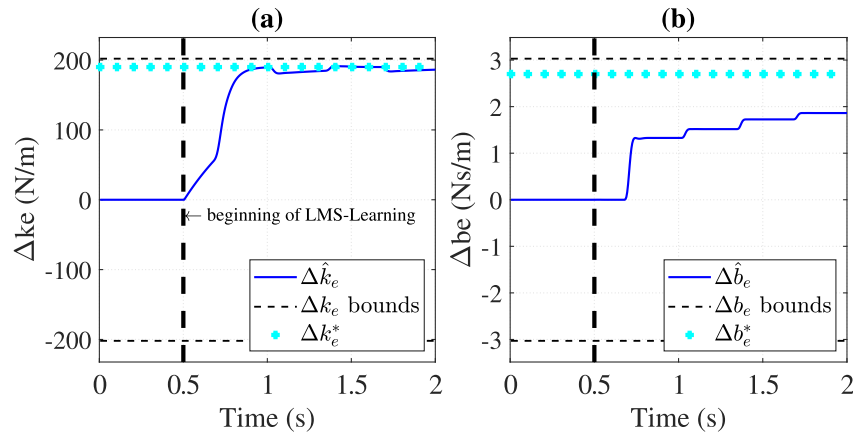 (a)
Δke (N/m)
200
100
0
-100
-200
← beginning of LMS-Learning
Δk̂ₑ
Δkₑ bounds
Δkₑ*
0 0.5 1 1.5 2
Time (s)
(b)
Δbe (Ns/m)
3
2
1
0
-1
-2
-3
Δb̂ₑ
Δbₑ bounds
Δbₑ*
0 0.5 1 1.5 2
Time (s)